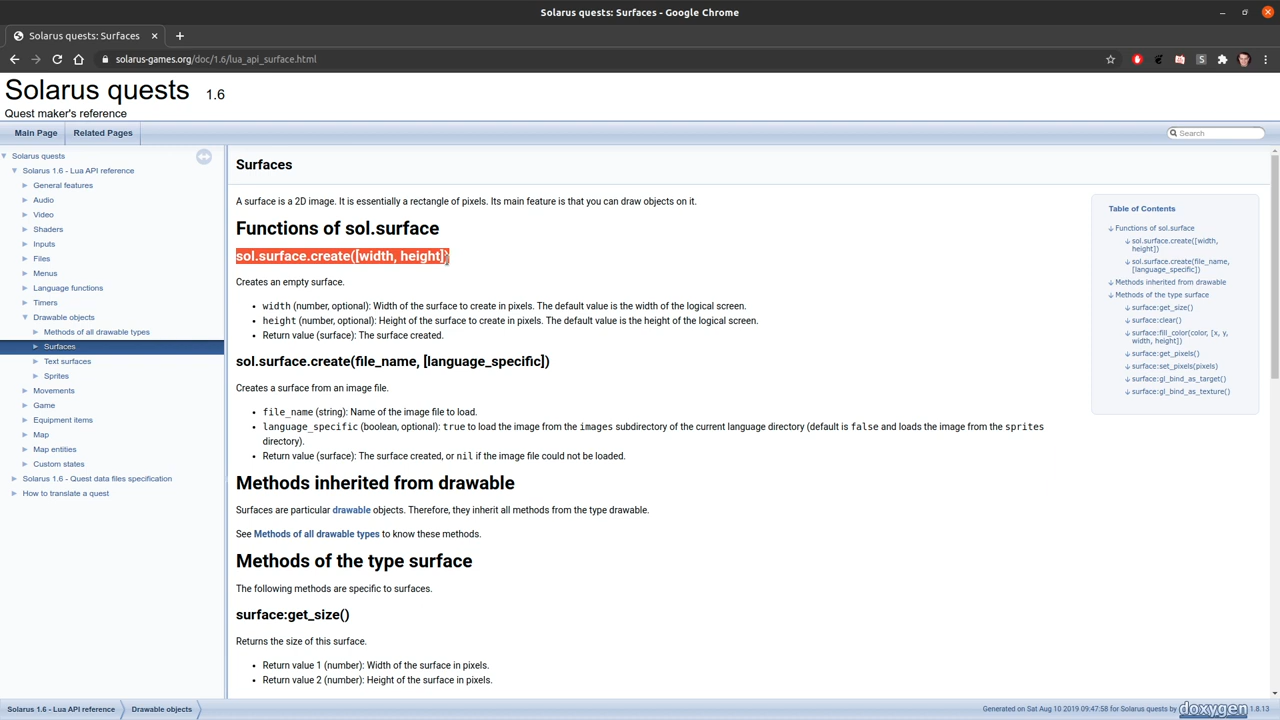 Solarus quests: Surfaces - Google Chrome
Solarus quests: Surfaces
solarus-games.org/doc/1.6/lua_api_surface.html
Solarus quests 1.6
Quest maker's reference
Main Page
Related Pages
Search
Solarus quests
Solarus 1.6 - Lua API reference
General features
Audio
Video
Shaders
Inputs
Files
Menus
Language functions
Timers
Drawable objects
Methods of all drawable types
Surfaces
Text surfaces
Sprites
Movements
Game
Equipment items
Map
Map entities
Custom states
Solarus 1.6 - Quest data files specification
How to translate a quest
Surfaces
A surface is a 2D image. It is essentially a rectangle of pixels. Its main feature is that you can draw objects on it.
Functions of sol.surface
sol.surface.create([width, height])
Creates an empty surface.
• width (number, optional): Width of the surface to create in pixels. The default value is the width of the logical screen.
• height (number, optional): Height of the surface to create in pixels. The default value is the height of the logical screen.
• Return value (surface): The surface created.
sol.surface.create(file_name, [language_specific])
Creates a surface from an image file.
• file_name (string): Name of the image file to load.
• language_specific (boolean, optional): true to load the image from the images subdirectory of the current language directory (default is false and loads the image from the sprites
directory).
• Return value (surface): The surface created, or nil if the image file could not be loaded.
Methods inherited from drawable
Surfaces are particular drawable objects. Therefore, they inherit all methods from the type drawable.
See Methods of all drawable types to know these methods.
Methods of the type surface
The following methods are specific to surfaces.
surface:get_size()
Returns the size of this surface.
• Return value 1 (number): Width of the surface in pixels.
• Return value 2 (number): Height of the surface in pixels.
Table of Contents
↓ Functions of sol.surface
↓ sol.surface.create([width,
height])
↓ sol.surface.create(file_name,
[language_specific])
↓ Methods inherited from drawable
↓ Methods of the type surface
↓ surface:get_size()
↓ surface:clear()
↓ surface:fill_color(color, [x, y,
width, height])
↓ surface:get_pixels()
↓ surface:set_pixels(pixels)
↓ surface:gl_bind_as_target()
↓ surface:gl_bind_as_texture()
Solarus 1.6 - Lua API reference
Drawable objects
Generated on Sat Aug 10 2019 09:47:58 for Solarus quests by doxygen 1.8.13